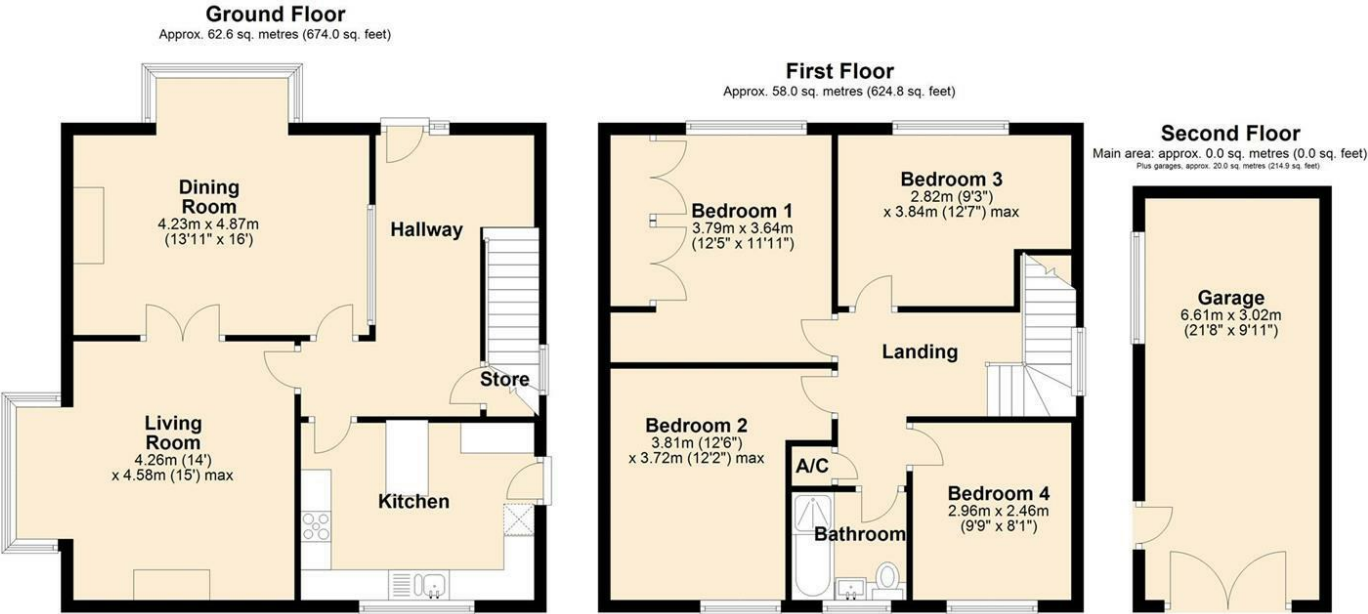 Ground Floor
Approx. 62.6 sq. metres (674.0 sq. feet)
Dining
Room
4.23m x 4.87m
(13'11" x 16')
Hallway
Store
Living
Room
4.26m (14')
x 4.58m (15') max
Kitchen
First Floor
Approx. 58.0 sq. metres (624.8 sq. feet)
Bedroom 1
3.79m x 3.64m
(12'5" x 11'11")
Bedroom 3
2.82m (9'3")
x 3.84m (12'7") max
Landing
Bedroom 2
3.81m (12'6")
x 3.72m (12'2") max
A/C
Bathroom
Bedroom 4
2.96m x 2.46m
(9'9" x 8'1")
Second Floor
Main area: approx. 0.0 sq. metres (0.0 sq. feet)
Plus garages, approx. 20.0 sq. metres (214.9 sq. feet)
Garage
6.61m x 3.02m
(21'8" x 9'11")